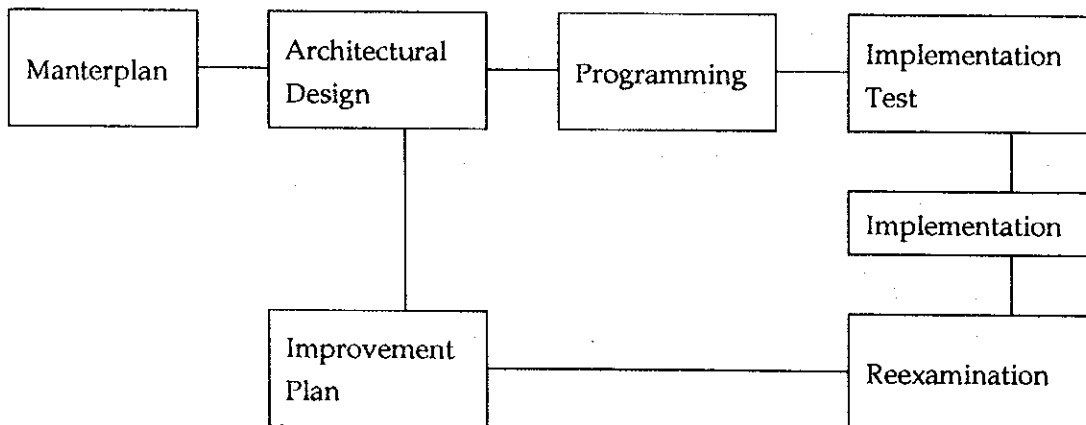 Manterplan
Architectural
Design
Programming
Implementation
Test
Implementation
Improvement
Plan
Reexamination